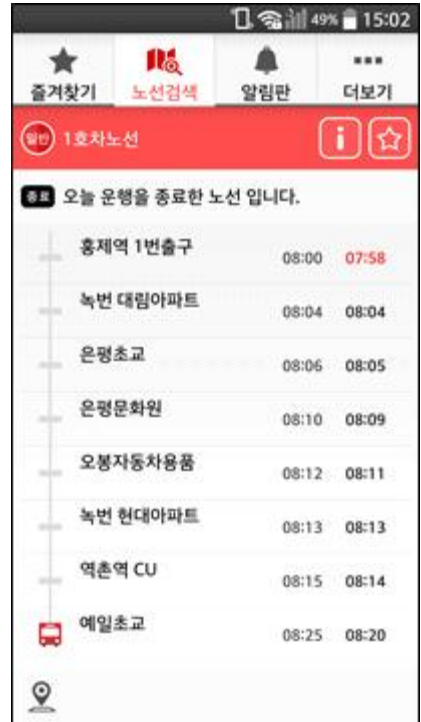 49% 15:02
즐겨찾기 노선검색 알림판 더보기
일반 1호차노선 i
종료 오늘 운행을 종료한 노선 입니다.
홍제역 1번출구 08:00 07:58
녹번 대림아파트 08:04 08:04
은평초교 08:06 08:05
은평문화원 08:10 08:09
오봉자동차용품 08:12 08:11
녹번 현대아파트 08:13 08:13
역촌역 CU 08:15 08:14
예일초교 08:25 08:20